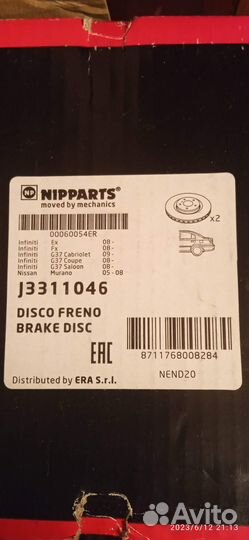 NP NIPPARTS®
moved by mechanics
00060054ER
Infiniti Ex 08-
Infiniti Fx 08-
Infiniti G37 Cabriolet 09-
Infiniti G37 Coupe 08-
Infiniti G37 Saloon 08-
Nissan Murano 05-08
x2
J3311046
DISCO FRENO
BRAKE DISC
EAC
8711768008284
Distributed by ERA S.r.l.
NEND20
Avito
2023/6/12 21:13